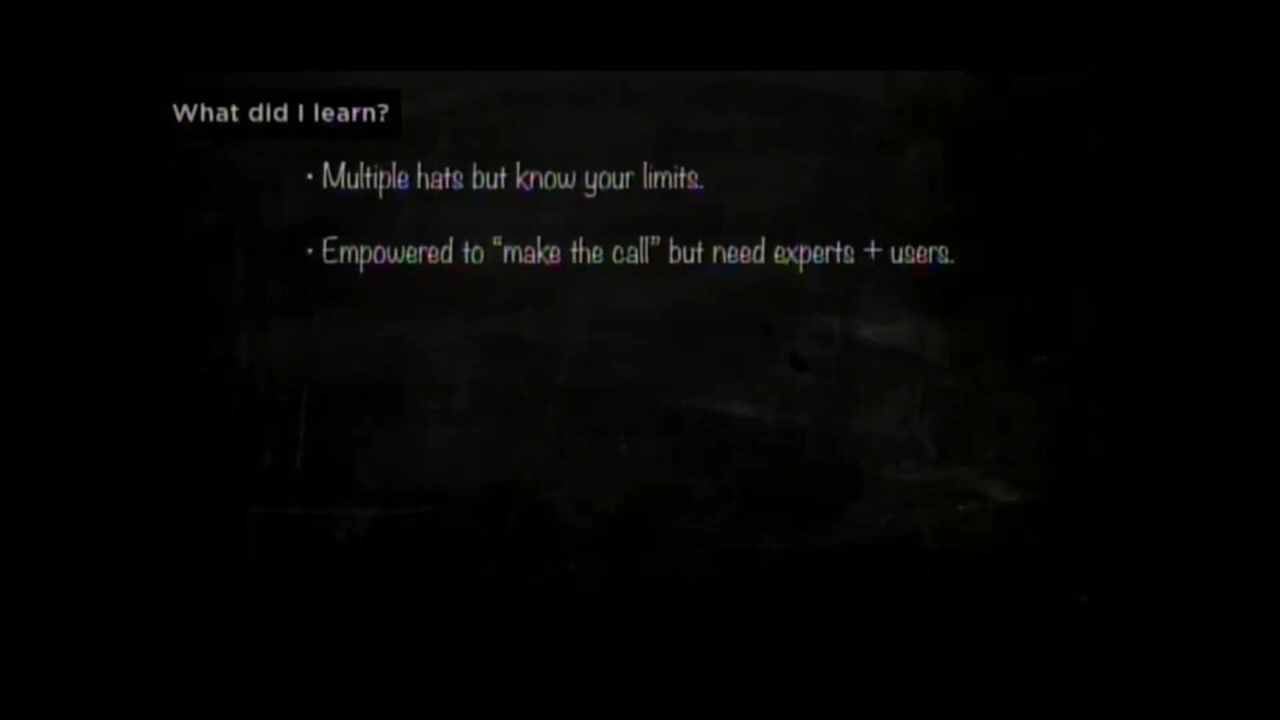 What did I learn?
• Multiple hats but know your limits.
• Empowered to “make the call” but need experts + users.